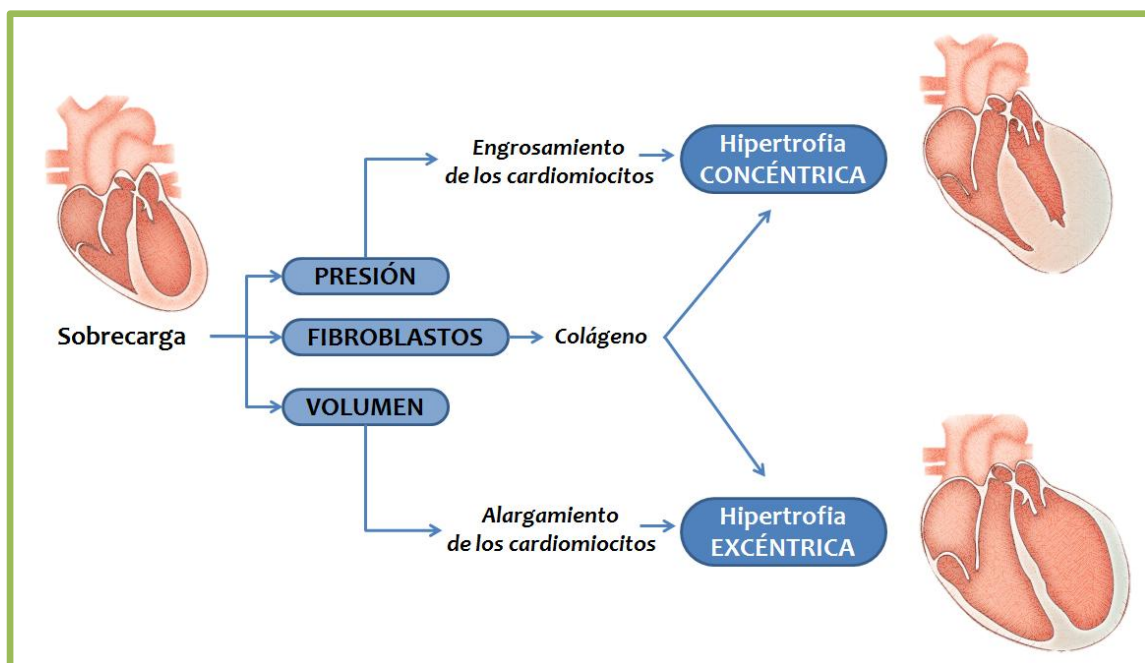 Engrosamiento
de los cardiomiocitos
Hipertrofia
CONCÉNTRICA
PRESIÓN
Sobrecarga
FIBROBLASTOS
Colágeno
VOLUMEN
Alargamiento
de los cardiomiocitos
Hipertrofia
EXCÉNTRICA